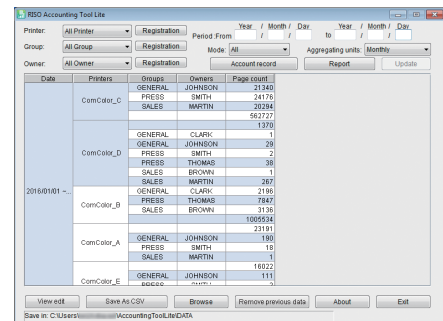 RISO Accounting Tool Lite
Printer: All Printer Registration Period :From Year / Month / Day to Year / Month / Day
Group: All Group Registration Mode: All Aggregating units: Monthly
Owner: All Owner Registration Account record Report Update
Date Printers Groups Owners Page count
GENERAL JOHNSON 21340
ComColor_C PRESS SMITH 24176
SALES MARTIN 20294
562727
1370
GENERAL CLARK 1
GENERAL JOHNSON 29
ComColor_D PRESS SMITH 2
PRESS THOMAS 38
SALES BROWN 1
SALES MARTIN 267
2016/01/01 ~... GENERAL CLARK 2196
ComColor_B PRESS THOMAS 7847
SALES BROWN 3136
1005534
23191
ComColor_A GENERAL JOHNSON 190
PRESS SMITH 18
SALES MARTIN 1
16022
ComColor_E GENERAL JOHNSON 111
PRESS SMITH 2
View edit Save As CSV Browse Remove previous data About Exit
Save in: C:\Users\ \AccountingToolLite\DATA